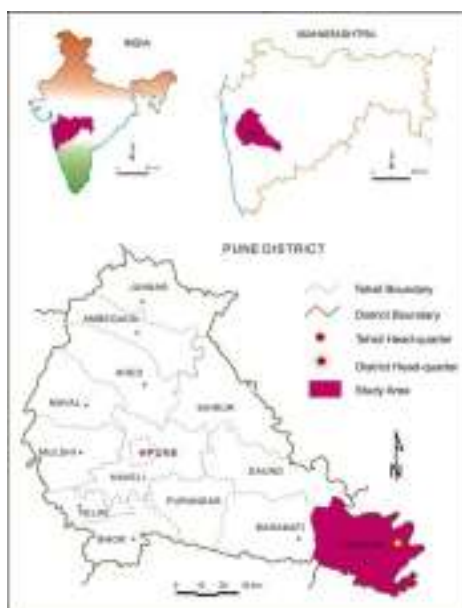 INDIA
MAHARASHTRA
PUNE DISTRICT
JUNNAR
AMBEGAON
KHED
MAVAL
SHIRUR
MULSHI
PUNE
HAVELI
DAUND
VELHE
PURANDAR
BHOR
BARAMATI
Tehsil Boundary
District Boundary
Tehsil Head-quarter
District Head-quarter
Study Area
N